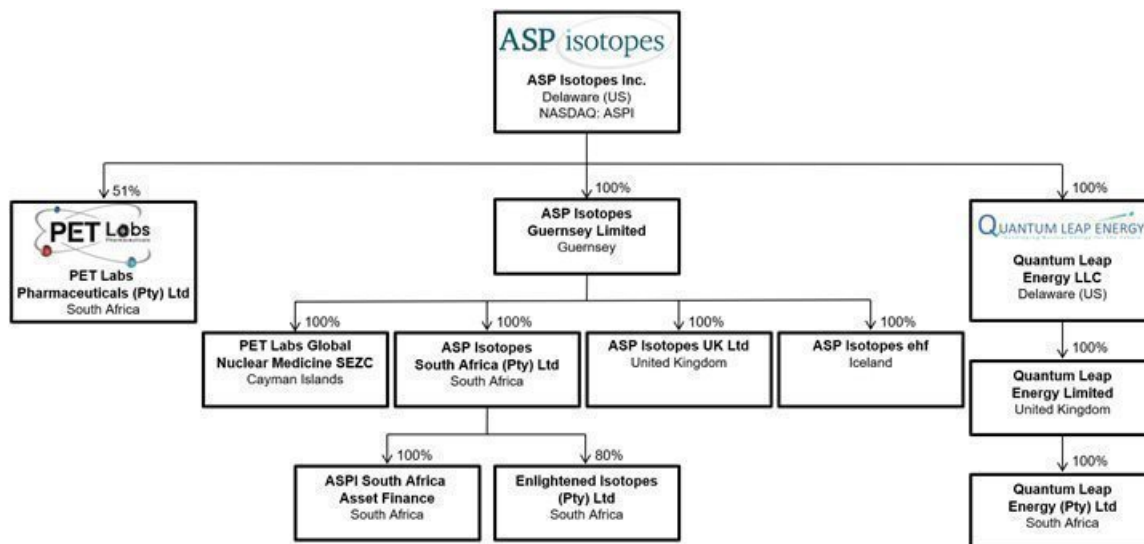 ASP isotopes
ASP Isotopes Inc.
Delaware (US)
NASDAQ: ASPI
51%
100%
100%
PET Labs
Pharmaceuticals
PET Labs
Pharmaceuticals (Pty) Ltd
South Africa
ASP Isotopes
Guernsey Limited
Guernsey
QUANTUM LEAP ENERGY
Quantum Leap
Energy LLC
Delaware (US)
100%
100%
100%
100%
100%
PET Labs Global
Nuclear Medicine SEZC
Cayman Islands
ASP Isotopes
South Africa (Pty) Ltd
South Africa
ASP Isotopes UK Ltd
United Kingdom
ASP Isotopes ehf
Iceland
Quantum Leap
Energy Limited
United Kingdom
100%
80%
100%
ASPI South Africa
Asset Finance
South Africa
Enlightened Isotopes
(Pty) Ltd
South Africa
Quantum Leap
Energy (Pty) Ltd
South Africa